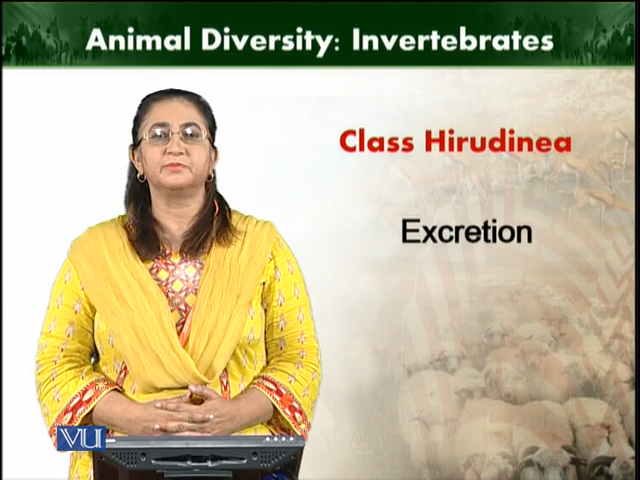 Animal Diversity: Invertebrates
Class Hirudinea
Excretion
VU